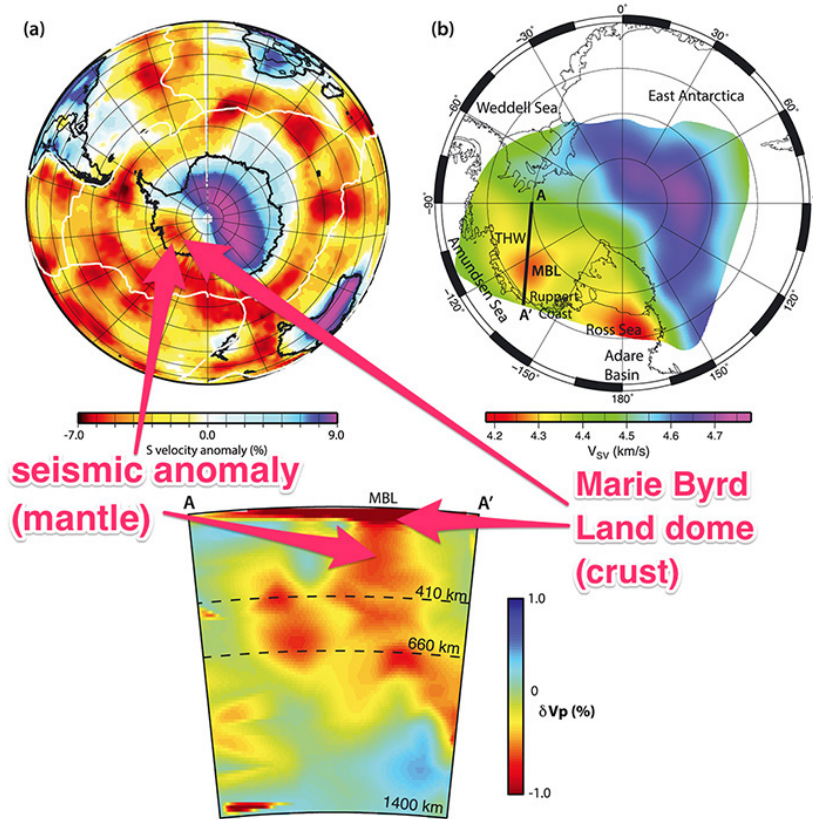 (a)
(b)
0°
-30°
30°
-60°
60°
-90°
90°
-120°
120°
-150°
150°
180°
Weddell Sea
East Antarctica
A
THW
MBL
Amundsen Sea
Ruppert
A'
Coast
Ross Sea
Adare
Basin
-7.0
0.0
9.0
S velocity anomaly (%)
4.2
4.3
4.4
4.5
4.6
4.7
VSV (km/s)
seismic anomaly
(mantle)
Marie Byrd
Land dome
(crust)
A
MBL
A'
410 km
660 km
1400 km
1.0
0
-1.0
δVp (%)